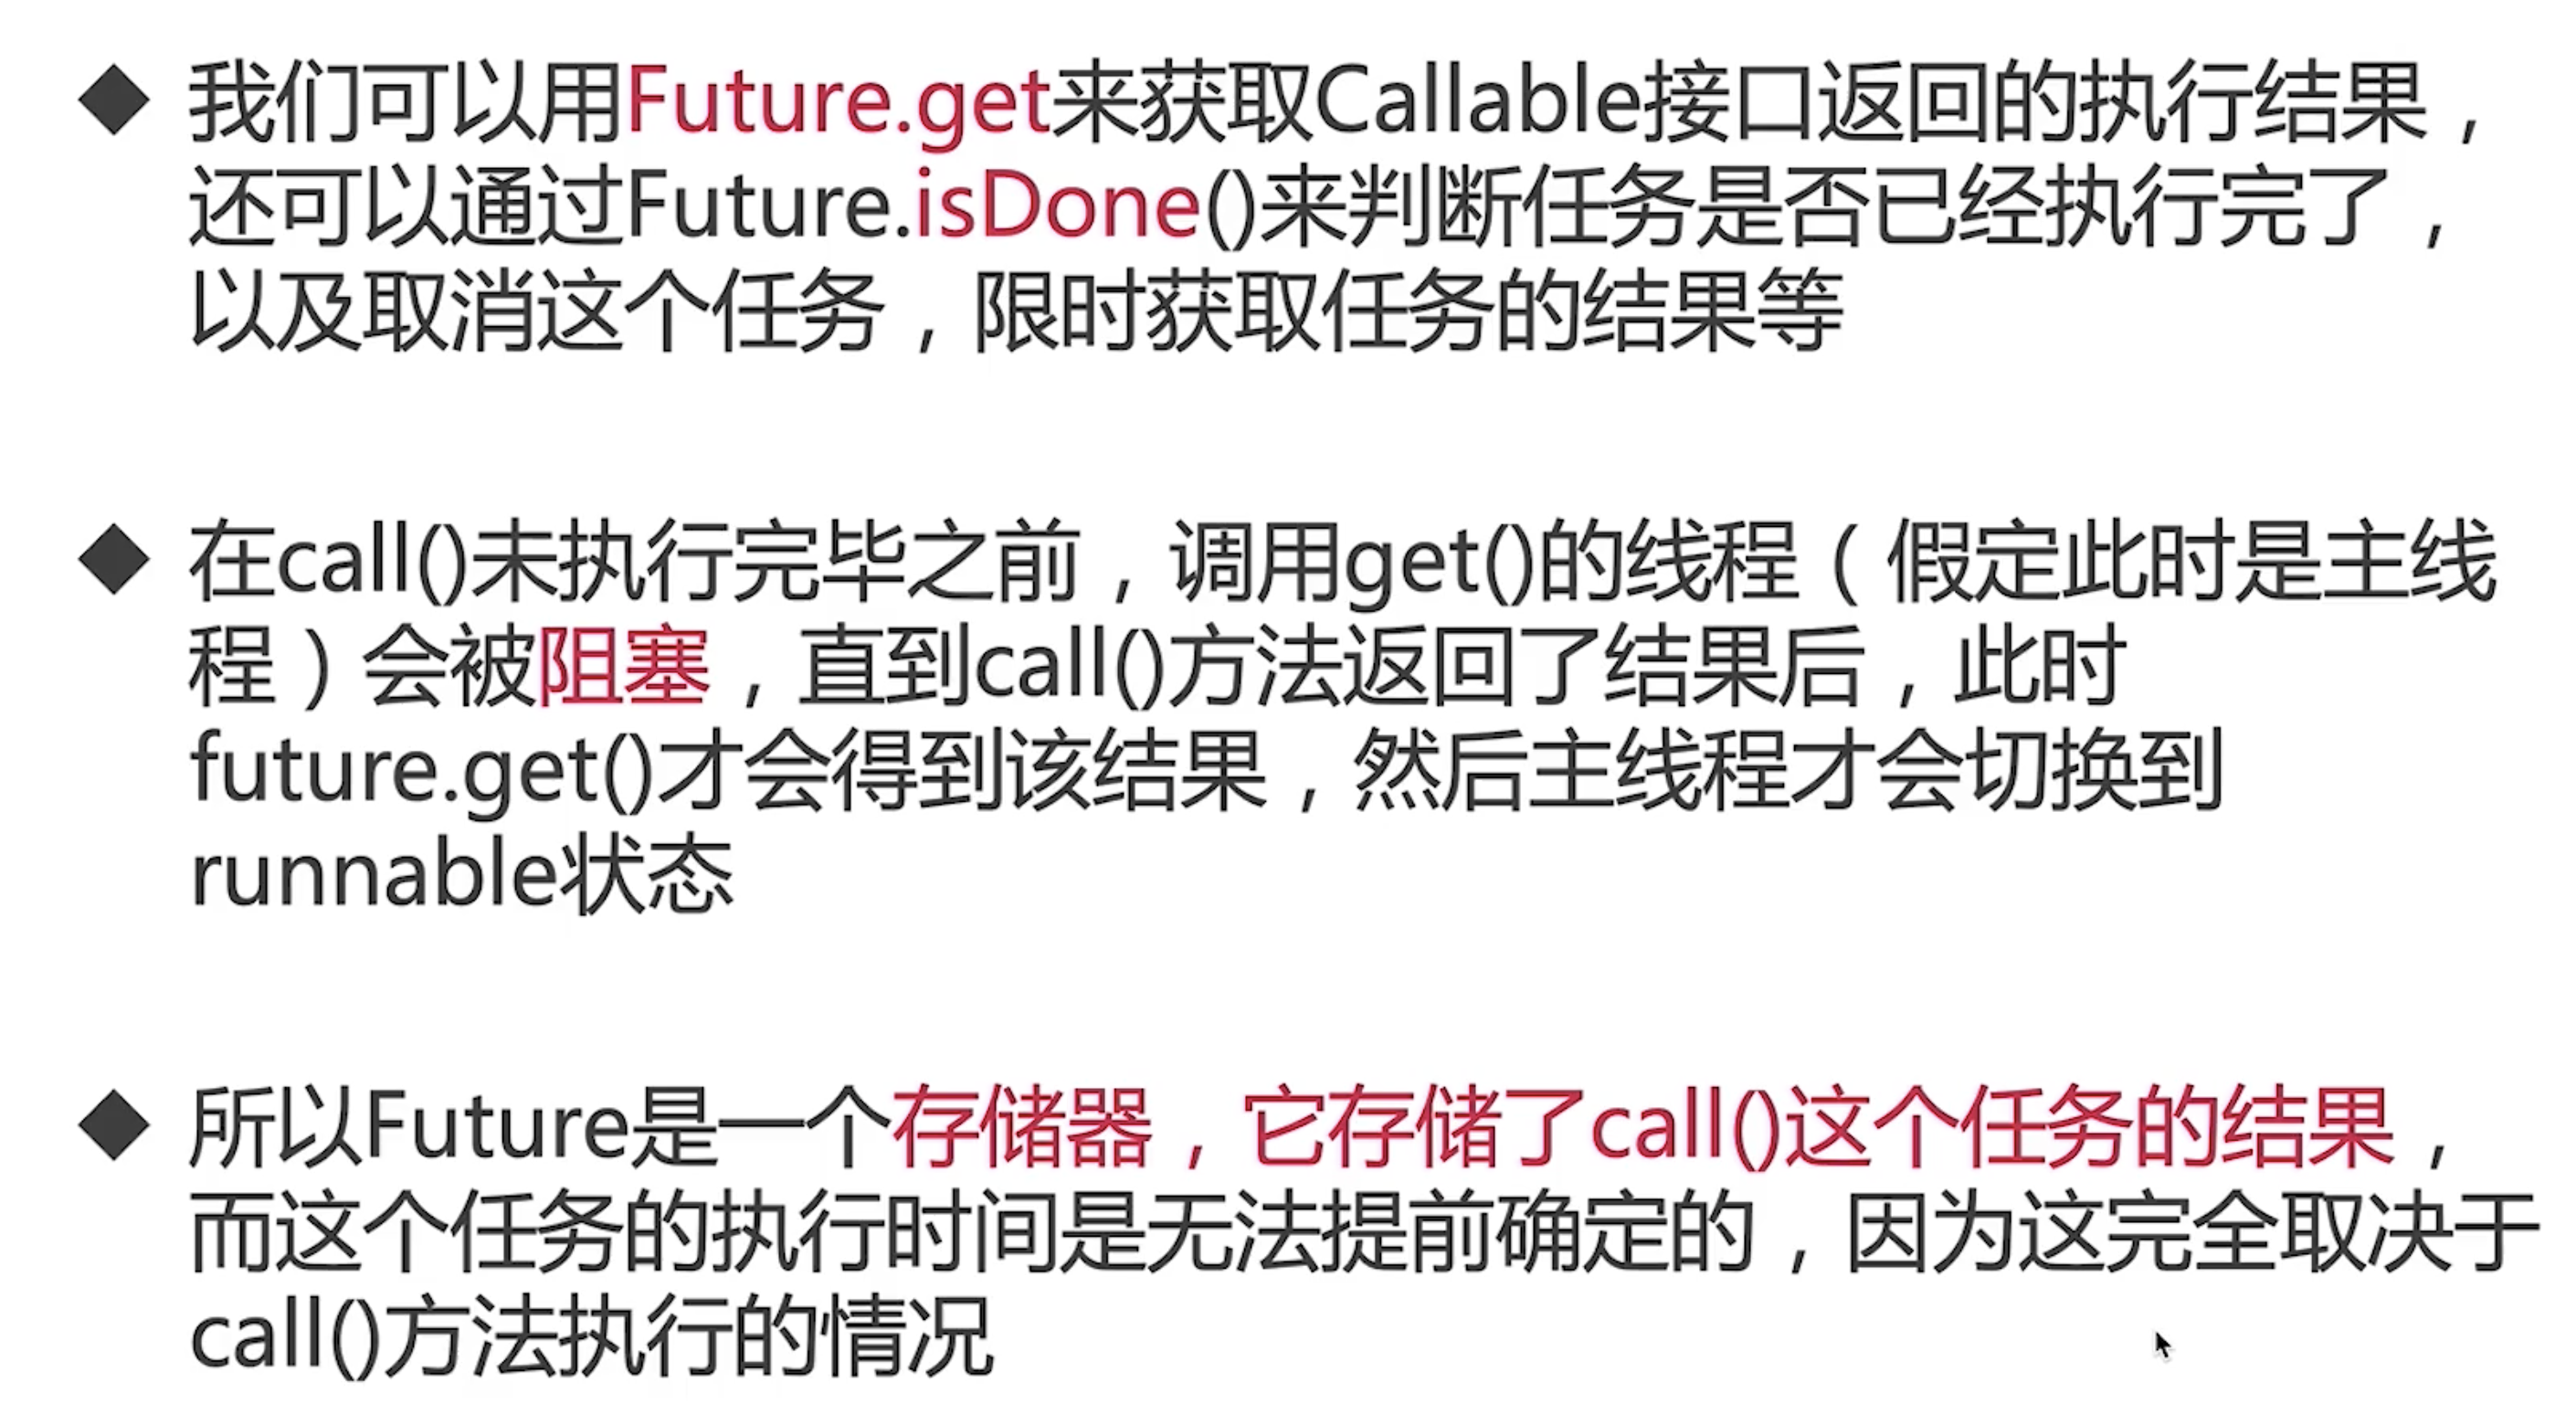 ◆ 我们可以用Future.get来获取Callable接口返回的执行结果，
还可以通过Future.isDone()来判断任务是否已经执行完了，
以及取消这个任务，限时获取任务的结果等
◆ 在call()未执行完毕之前，调用get()的线程（假定此时是主线
程）会被阻塞，直到call()方法返回了结果后，此时
future.get()才会得到该结果，然后主线程才会切换到
runnable状态
◆ 所以Future是一个存储器，它存储了call()这个任务的结果，
而这个任务的执行时间是无法提前确定的，因为这完全取决于
call()方法执行的情况